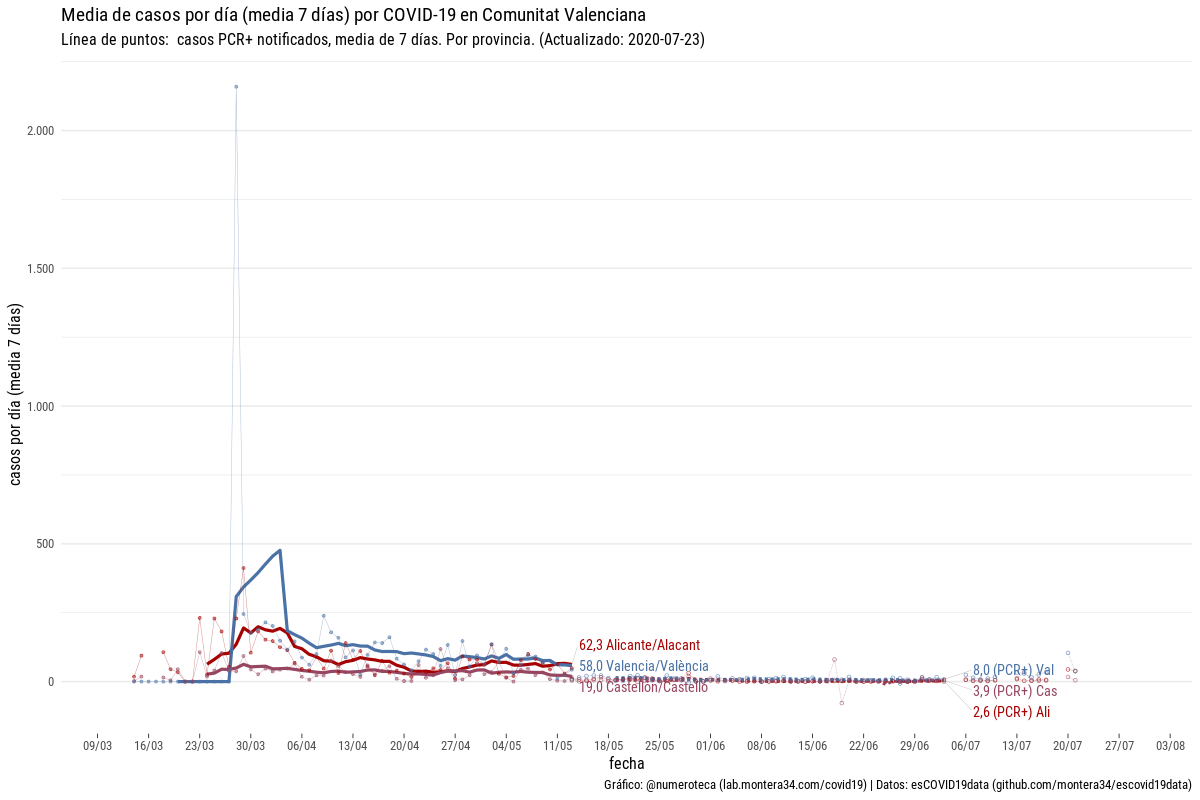 Media de casos por día (media 7 días) por COVID-19 en Comunitat Valenciana
Línea de puntos: casos PCR+ notificados, media de 7 días. Por provincia. (Actualizado: 2020-07-23)
casos por día (media 7 días)
2.000
1.500
1.000
500
0
62,3 Alicante/Alacant
58,0 Valencia/València
19,0 Castellón/Castelló
8,0 (PCR+) Val
3,9 (PCR+) Cas
2,6 (PCR+) Ali
09/03 16/03 23/03 30/03 06/04 13/04 20/04 27/04 04/05 11/05 18/05 25/05 01/06 08/06 15/06 22/06 29/06 06/07 13/07 20/07 27/07 03/08
fecha
Gráfico: @numeroteca (lab.montera34.com/covid19) | Datos: esCOVID19data (github.com/montera34/escovid19data)